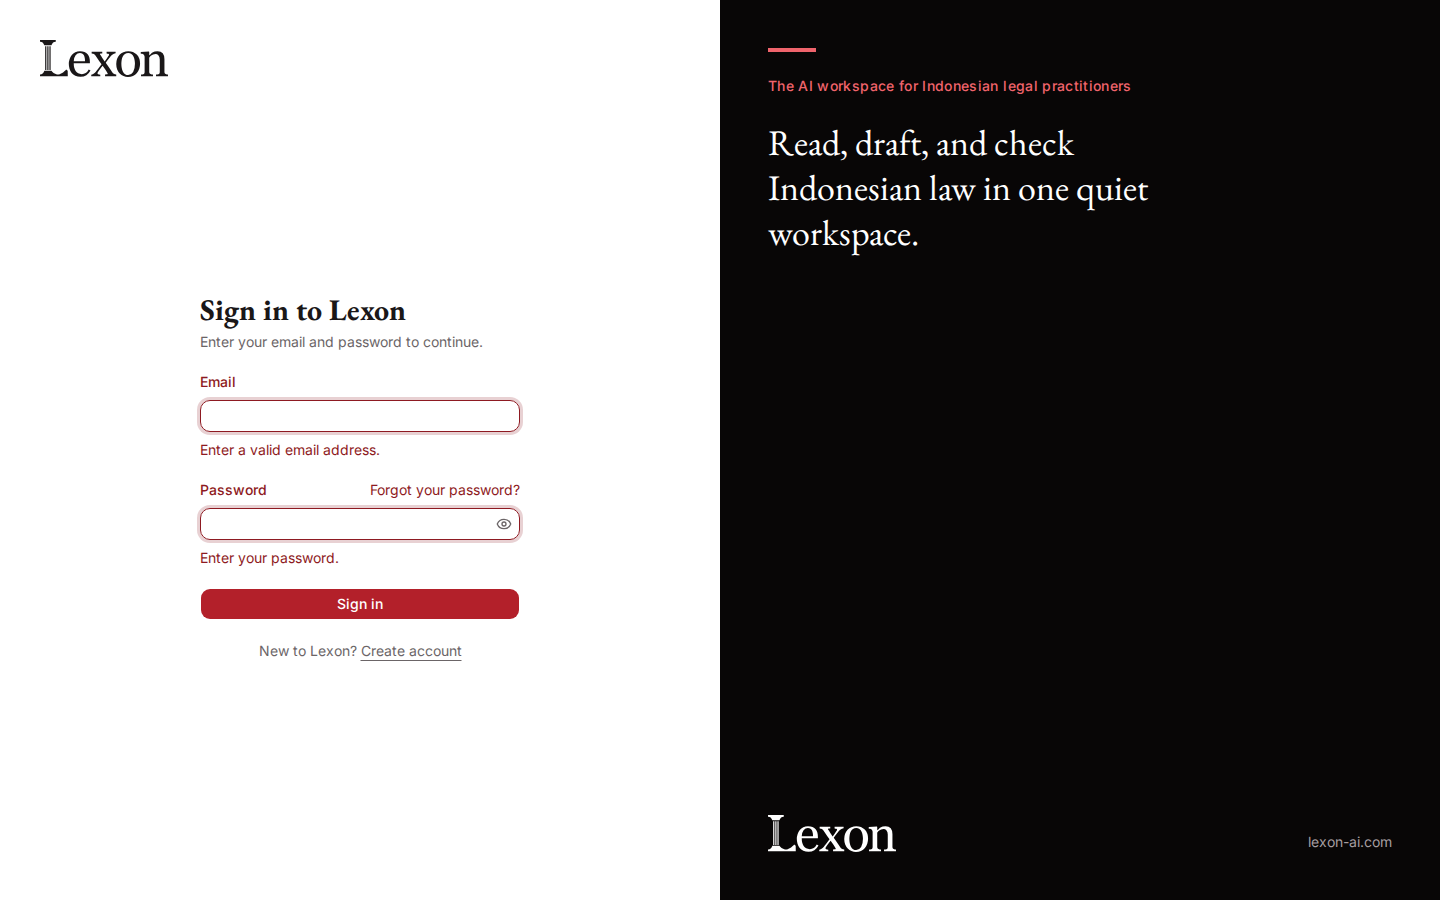 Lexon
Sign in to Lexon
Enter your email and password to continue.
Email
Enter a valid email address.
Password
Forgot your password?
Enter your password.
Sign in
New to Lexon? Create account
The AI workspace for Indonesian legal practitioners
Read, draft, and check
Indonesian law in one quiet
workspace.
Lexon
lexon-ai.com